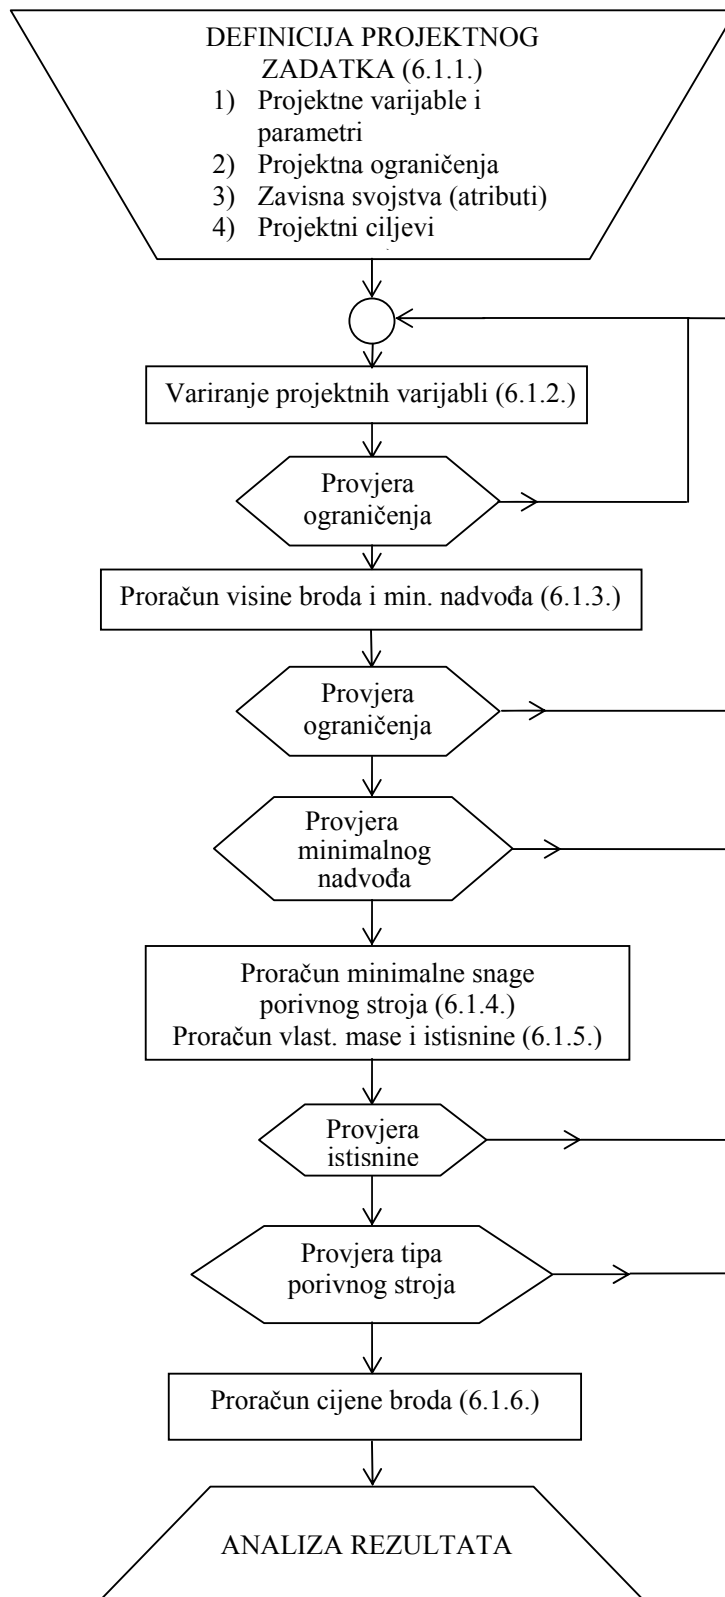 DEFINICIJA PROJEKTNOG
ZADATKA (6.1.1.)
1) Projektne varijable i
parametri
2) Projektna ograničenja
3) Zavisna svojstva (atributi)
4) Projektni ciljevi
Variranje projektnih varijabli (6.1.2.)
Provjera
ograničenja
Proračun visine broda i min. nadvođa (6.1.3.)
Provjera
ograničenja
Provjera
minimalnog
nadvođa
Proračun minimalne snage
porivnog stroja (6.1.4.)
Proračun vlast. mase i istisnine (6.1.5.)
Provjera
istisnine
Provjera tipa
porivnog stroja
Proračun cijene broda (6.1.6.)
ANALIZA REZULTATA